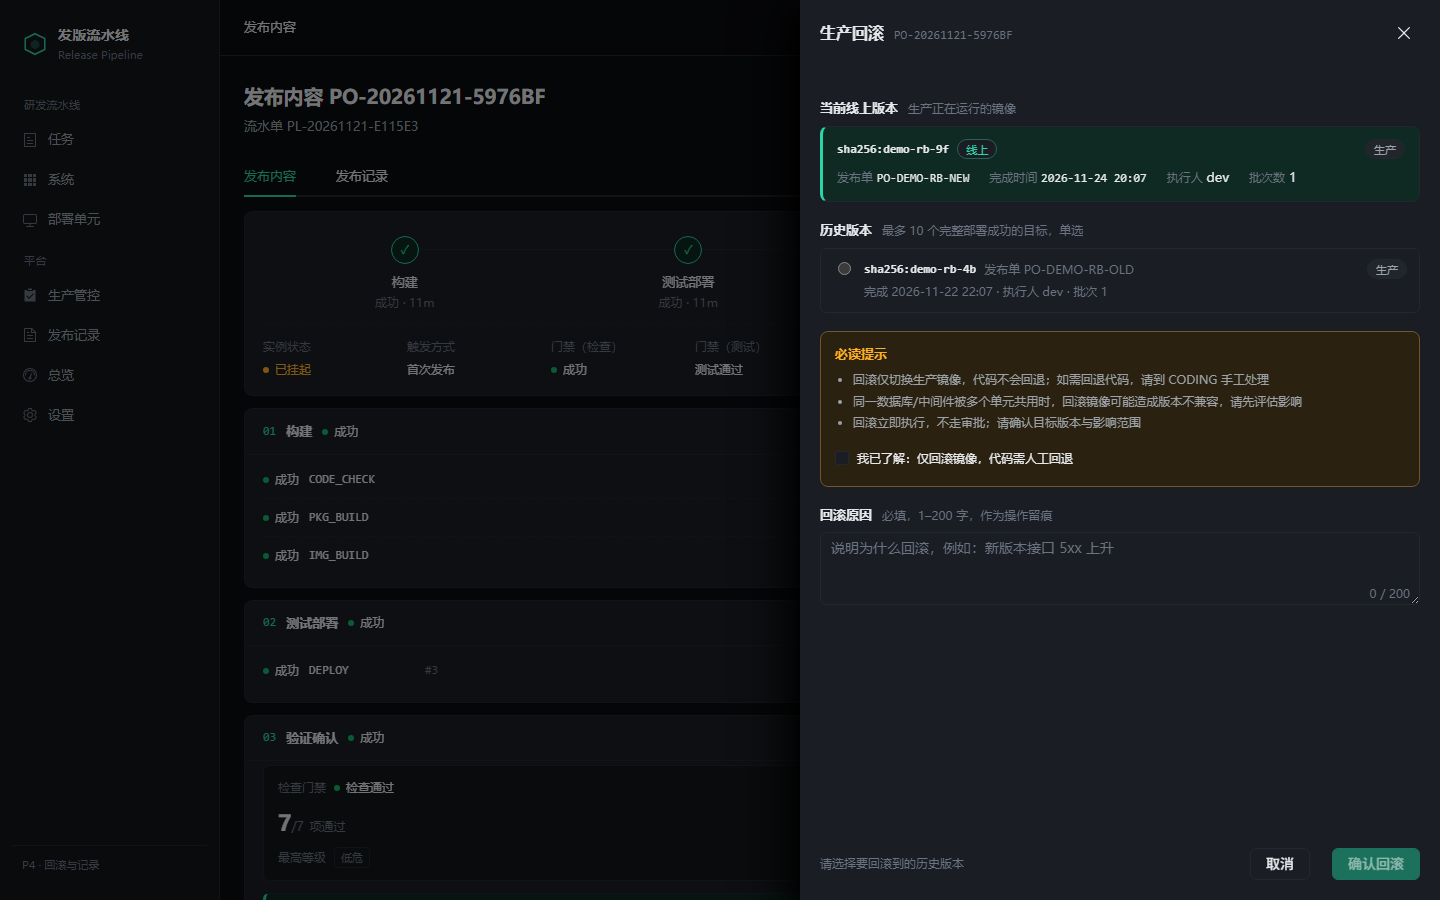 发版流水线
Release Pipeline
研发流水线
任务
系统
部署单元
平台
生产管控
发布记录
总览
设置
P4 · 回滚与记录
发布内容
发布内容 PO-20261121-5976BF
流水单 PL-20261121-E115E3
发布内容 发布记录
构建 测试部署
成功 · 11m 成功 · 11m
实例状态 触发方式 门禁（检查） 门禁（测试）
已挂起 首次发布 成功 测试通过
01 构建 成功
成功 CODE_CHECK
成功 PKG_BUILD
成功 IMG_BUILD
02 测试部署 成功
成功 DEPLOY #3
03 验证确认 成功
检查门禁 检查通过
7/7 项通过
最高等级 低危
生产回滚 PO-20261121-5976BF
当前线上版本 生产正在运行的镜像
sha256:demo-rb-9f 线上 生产
发布单 PO-DEMO-RB-NEW 完成时间 2026-11-24 20:07 执行人 dev 批次数 1
历史版本 最多 10 个完整部署成功的目标，单选
sha256:demo-rb-4b 发布单 PO-DEMO-RB-OLD 生产
完成 2026-11-22 22:07 · 执行人 dev · 批次 1
必读提示
回滚仅切换生产镜像，代码不会回退；如需回退代码，请到 CODING 手工处理
同一数据库/中间件被多个单元共用时，回滚镜像可能造成版本不兼容，请先评估影响
回滚立即执行，不走审批；请确认目标版本与影响范围
我已了解：仅回滚镜像，代码需人工回退
回滚原因 必填，1–200 字，作为操作留痕
说明为什么回滚，例如：新版本接口 5xx 上升
0 / 200
请选择要回滚到的历史版本 取消 确认回滚